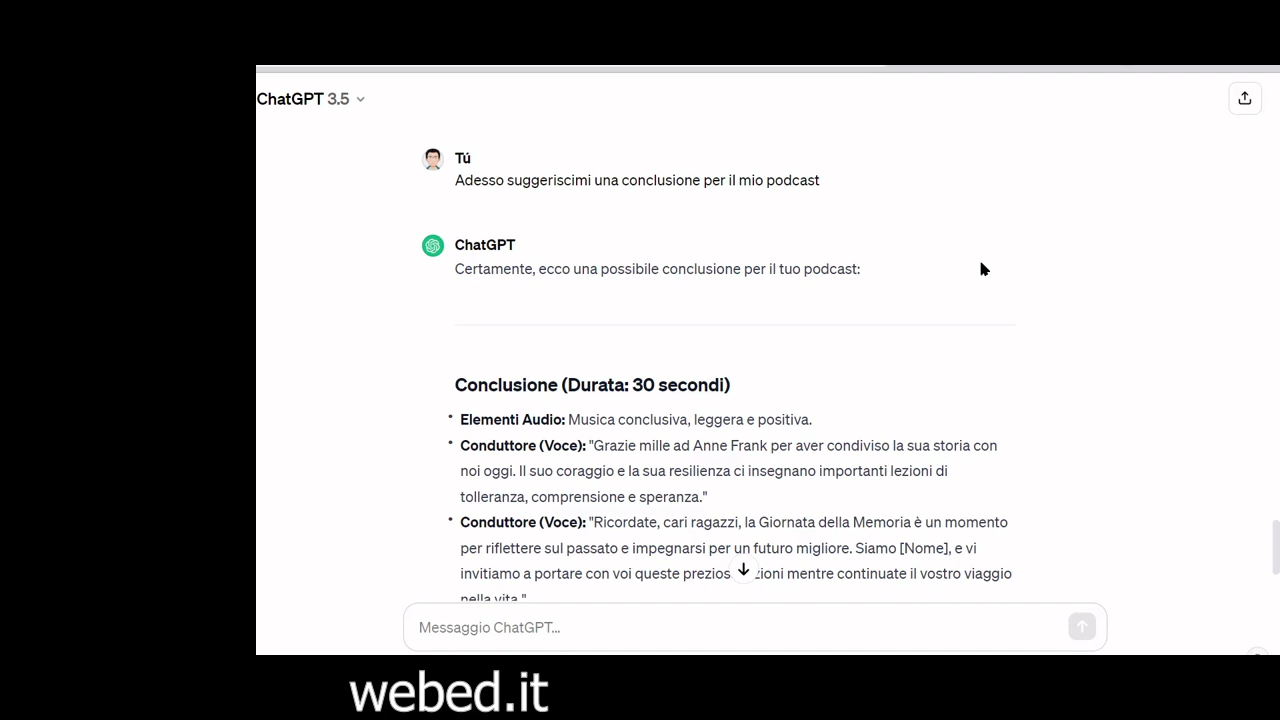 ChatGPT 3.5
Tú
Adesso suggeriscimi una conclusione per il mio podcast
ChatGPT
Certamente, ecco una possibile conclusione per il tuo podcast:
Conclusione (Durata: 30 secondi)
• Elementi Audio: Musica conclusiva, leggera e positiva.
• Conduttore (Voce): "Grazie mille ad Anne Frank per aver condiviso la sua storia con
noi oggi. Il suo coraggio e la sua resilienza ci insegnano importanti lezioni di
tolleranza, comprensione e speranza."
• Conduttore (Voce): "Ricordate, cari ragazzi, la Giornata della Memoria è un momento
per riflettere sul passato e impegnarsi per un futuro migliore. Siamo [Nome], e vi
invitiamo a portare con voi queste mentre continuate il vostro viaggio
nella vita."
Messaggio ChatGPT...
webed.it